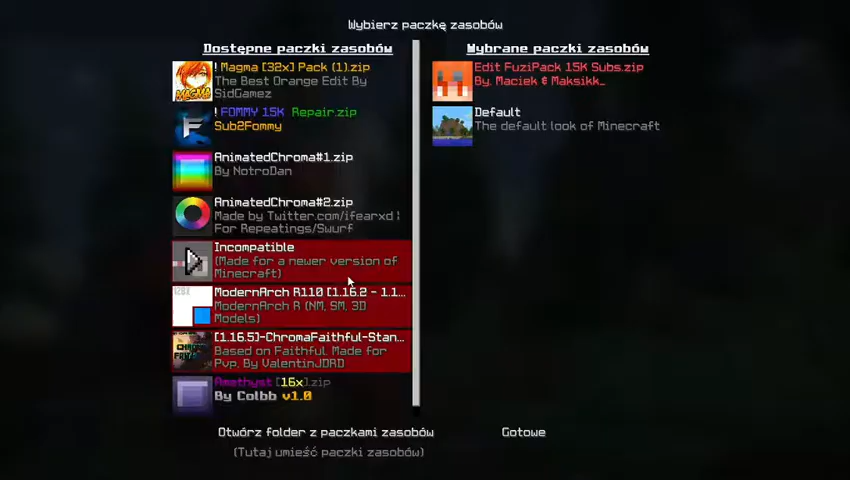 Wybierz paczkę zasobów
Dostępne paczki zasobów
! Magma [32x] Pack (1).zip
The Best Orange Edit By
SidGamez
! FOMMY 15K Repair.zip
Sub2Fommy
AnimatedChroma#1.zip
By NotroDan
AnimatedChroma#2.zip
Made by Twitter.com/ifearxd |
For Repeatings/Swurf
Incompatible
(Made for a newer version of
Minecraft)
ModernArch R110 [1.16.2 - 1.1...
ModernArch R (NM, SM, 3D
Models)
[1.16.5]-ChromaFaithful-Stan...
Based on Faithful. Made for
Pvp. By ValentinJDRD
Amethyst [16x].zip
By Colbb v1.0
Wybrane paczki zasobów
Edit FuziPack 15K Subs.zip
By. Maciek & Maksikk_
Default
The default look of Minecraft
Otwórz folder z paczkami zasobów
(Tutaj umieść paczki zasobów)
Gotowe
MAGMA